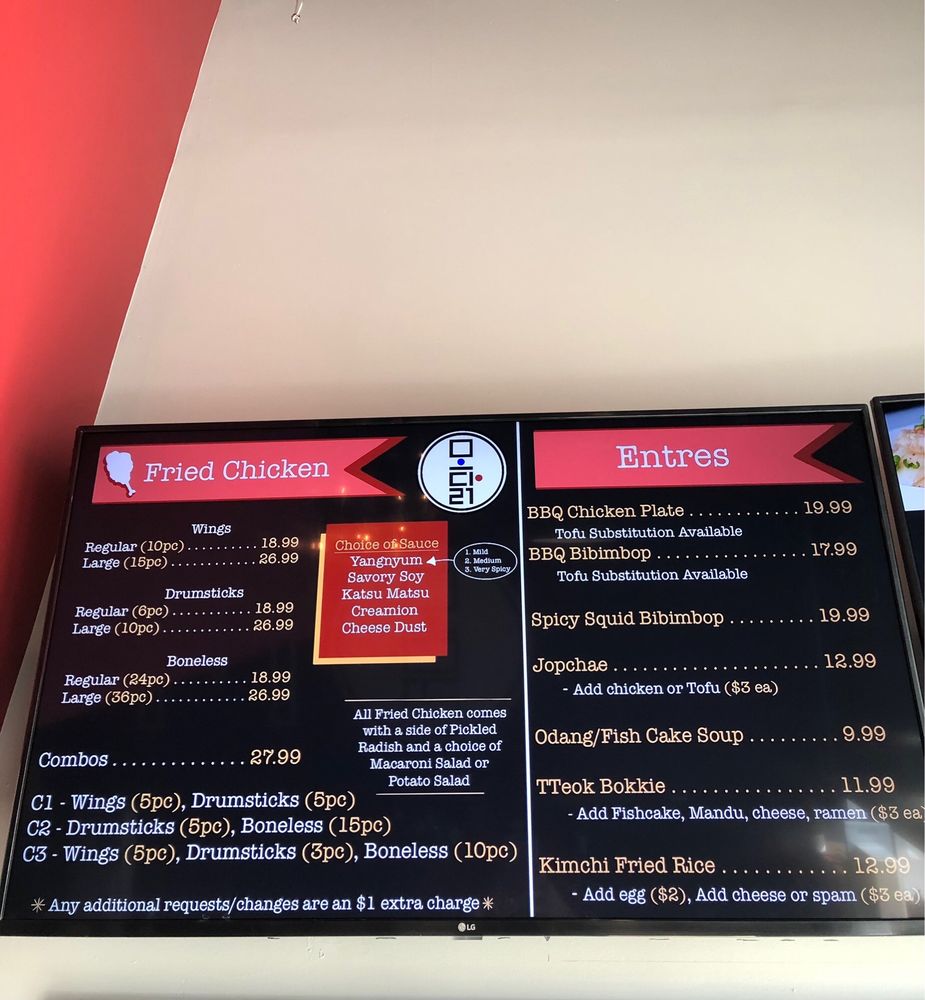 Fried Chicken
Wings
Regular (10pc).......... 18.99
Large (15pc)............. 26.99
Drumsticks
Regular (6pc)............ 18.99
Large (10pc)............. 26.99
Boneless
Regular (24pc)........... 18.99
Large (36pc)............. 26.99
Choice of Sauce
Yangnyum
Savory Soy
Katsu Matsu
Creamion
Cheese Dust
1. Mild
2. Medium
3. Very Spicy
All Fried Chicken comes
with a side of Pickled
Radish and a choice of
Macaroni Salad or
Potato Salad
Combos.............. 27.99
C1 - Wings (5pc), Drumsticks (5pc)
C2 - Drumsticks (5pc), Boneless (15pc)
C3 - Wings (5pc), Drumsticks (3pc), Boneless (10pc)
* Any additional requests/changes are an $1 extra charge *
21
Entres
BBQ Chicken Plate ............ 19.99
Tofu Substitution Available
BBQ Bibimbop ................. 17.99
Tofu Substitution Available
Spicy Squid Bibimbop ......... 19.99
Jopchae ....................... 12.99
- Add chicken or Tofu ($3 ea)
Odang/Fish Cake Soup ......... 9.99
TTeok Bokkie .................. 11.99
- Add Fishcake, Mandu, cheese, ramen ($3 ea)
Kimchi Fried Rice ............ 12.99
- Add egg ($2), Add cheese or spam ($3 ea)
LG